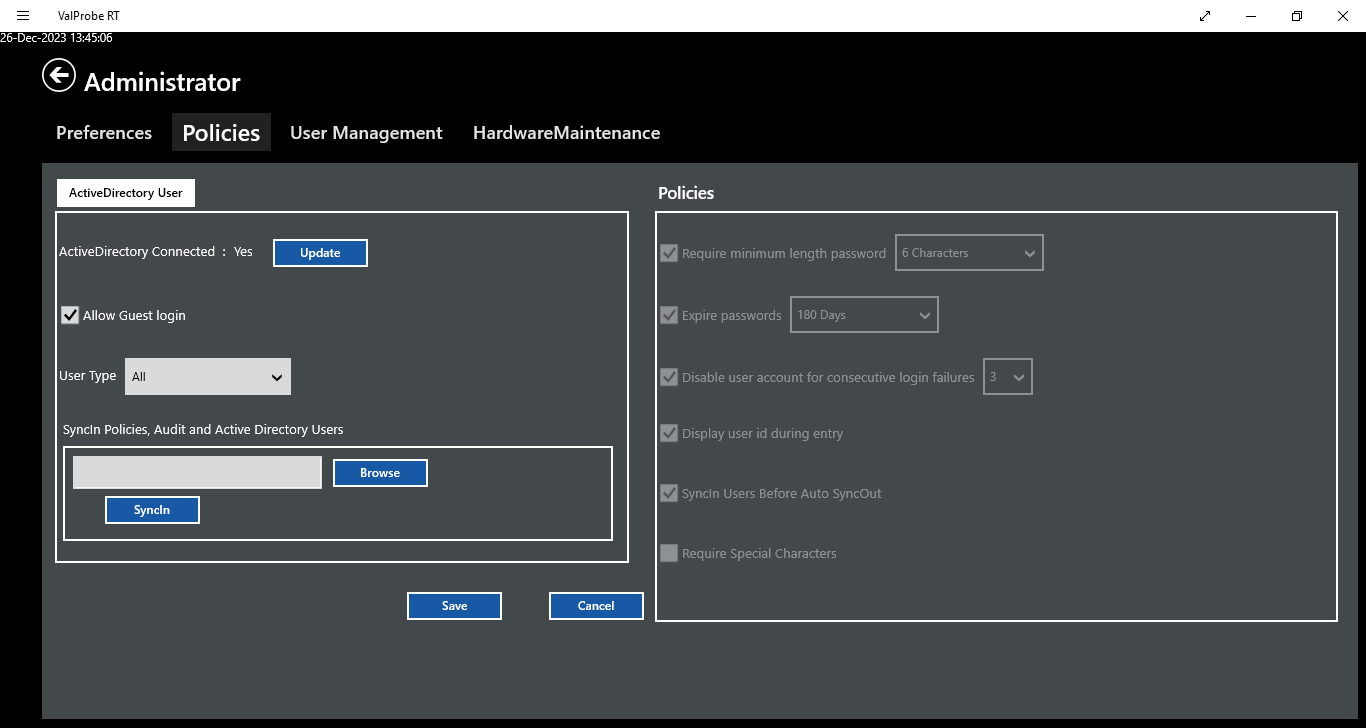 ValProbe RT
26-Dec-2023 13:45:06
Administrator
Preferences Policies User Management HardwareMaintenance
ActiveDirectory User
ActiveDirectory Connected : Yes Update
Allow Guest login
User Type All
SyncIn Policies, Audit and Active Directory Users
Browse
SyncIn
Save Cancel
Policies
Require minimum length password 6 Characters
Expire passwords 180 Days
Disable user account for consecutive login failures 3
Display user id during entry
SyncIn Users Before Auto SyncOut
Require Special Characters